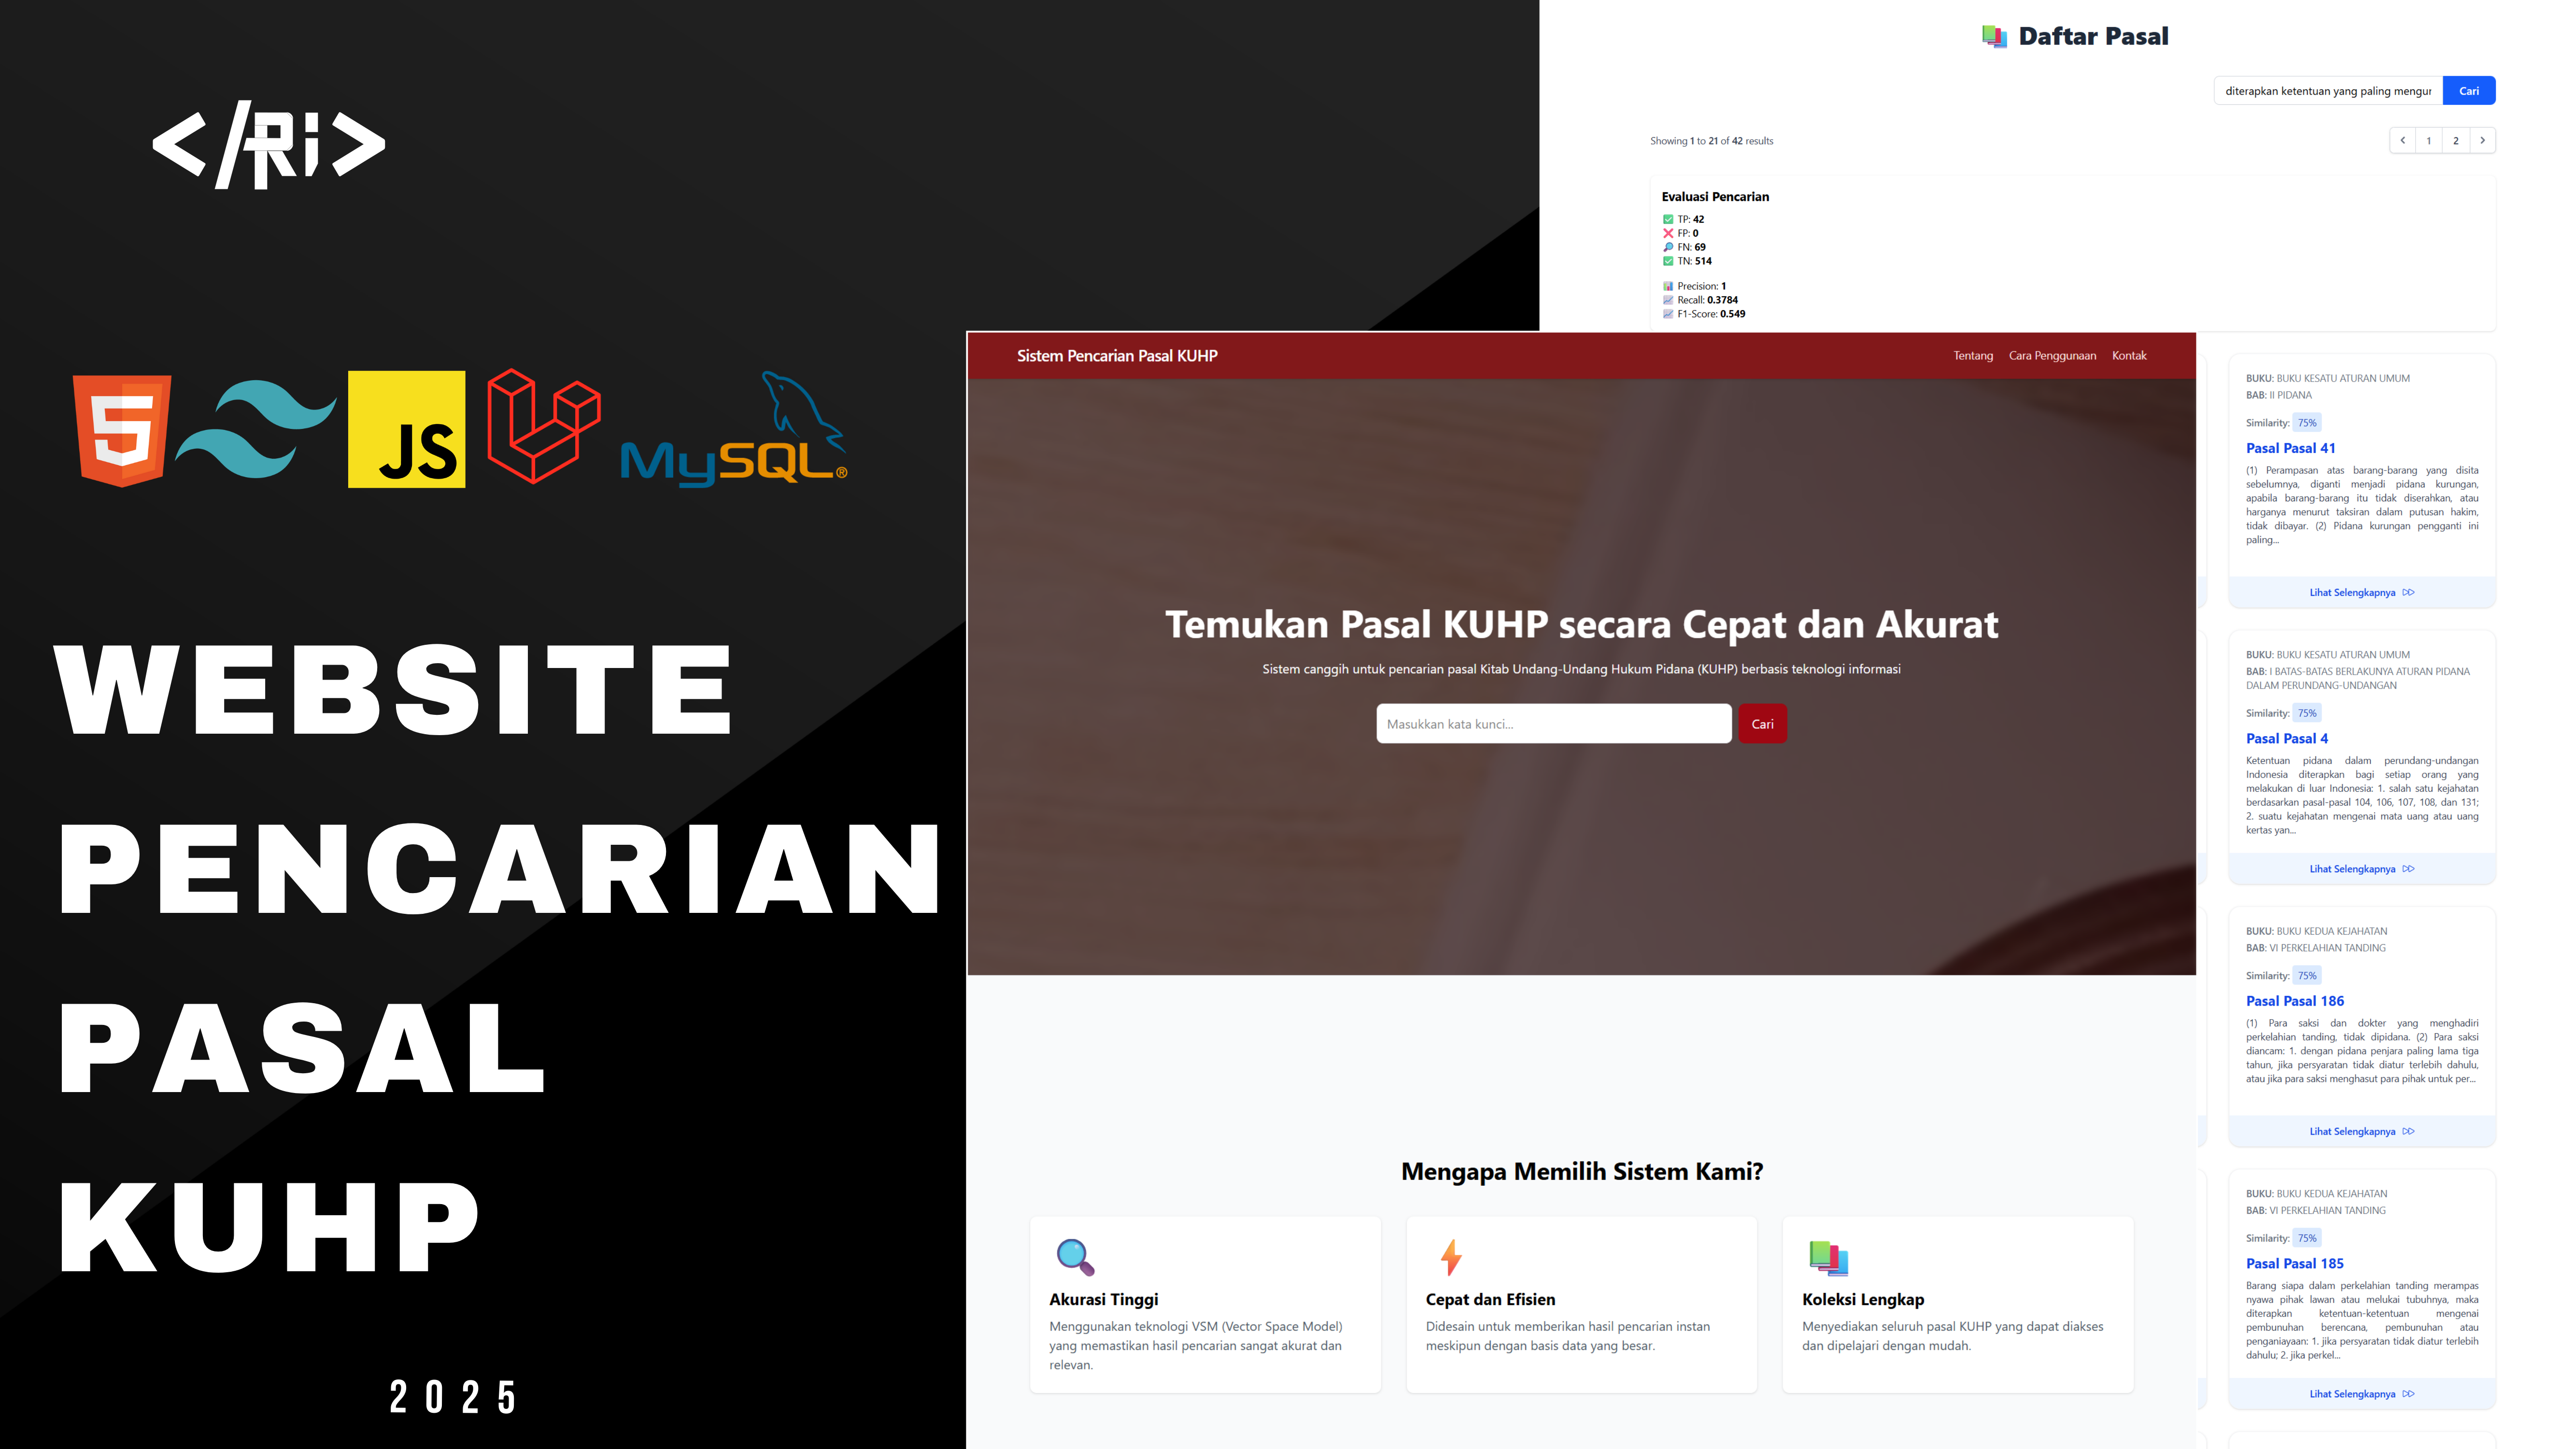 </Ri>
5
JS
MySQL®
WEBSITE
PENCARIAN
PASAL
KUHP
2025
Daftar Pasal
diterapkan ketentuan yang paling mengur
Cari
Showing 1 to 21 of 42 results
1
2
Evaluasi Pencarian
TP: 42
FP: 0
FN: 69
TN: 514
Precision: 1
Recall: 0.3784
F1-Score: 0.549
Sistem Pencarian Pasal KUHP
Tentang
Cara Penggunaan
Kontak
Temukan Pasal KUHP secara Cepat dan Akurat
Sistem canggih untuk pencarian pasal Kitab Undang-Undang Hukum Pidana (KUHP) berbasis teknologi informasi
Masukkan kata kunci...
Cari
Mengapa Memilih Sistem Kami?
Akurasi Tinggi
Menggunakan teknologi VSM (Vector Space Model)
yang memastikan hasil pencarian sangat akurat dan
relevan.
Cepat dan Efisien
Didesain untuk memberikan hasil pencarian instan
meskipun dengan basis data yang besar.
Koleksi Lengkap
Menyediakan seluruh pasal KUHP yang dapat diakses
dan dipelajari dengan mudah.
BUKU: BUKU KESATU ATURAN UMUM
BAB: II PIDANA
Similarity: 75%
Pasal Pasal 41
(1) Perampasan atas barang-barang yang disita
sebelumnya, diganti menjadi pidana kurungan,
apabila barang-barang itu tidak diserahkan, atau
harganya menurut taksiran dalam putusan hakim,
tidak dibayar. (2) Pidana kurungan pengganti ini
paling...
Lihat Selengkapnya
BUKU: BUKU KESATU ATURAN UMUM
BAB: I BATAS-BATAS BERLAKUNYA ATURAN PIDANA
DALAM PERUNDANG-UNDANGAN
Similarity: 75%
Pasal Pasal 4
Ketentuan pidana dalam perundang-undangan
Indonesia diterapkan bagi setiap orang yang
melakukan di luar Indonesia: 1. salah satu kejahatan
berdasarkan pasal-pasal 104, 106, 107, 108, dan 131;
2. suatu kejahatan mengenai mata uang atau uang
kertas yan...
Lihat Selengkapnya
BUKU: BUKU KEDUA KEJAHATAN
BAB: VI PERKELAHIAN TANDING
Similarity: 75%
Pasal Pasal 186
(1) Para saksi dan dokter yang menghadiri
perkelahian tanding, tidak dipidana. (2) Para saksi
diancam: 1. dengan pidana penjara paling lama tiga
tahun, jika persyaratan tidak diatur terlebih dahulu,
atau jika para saksi menghasut para pihak untuk per...
Lihat Selengkapnya
BUKU: BUKU KEDUA KEJAHATAN
BAB: VI PERKELAHIAN TANDING
Similarity: 75%
Pasal Pasal 185
Barang siapa dalam perkelahian tanding merampas
nyawa pihak lawan atau melukai tubuhnya, maka
diterapkan ketentuan-ketentuan mengenai
pembunuhan berencana, pembunuhan atau
penganiayaan: 1. jika persyaratan tidak diatur terlebih
dahulu; 2. jika perkel...
Lihat Selengkapnya